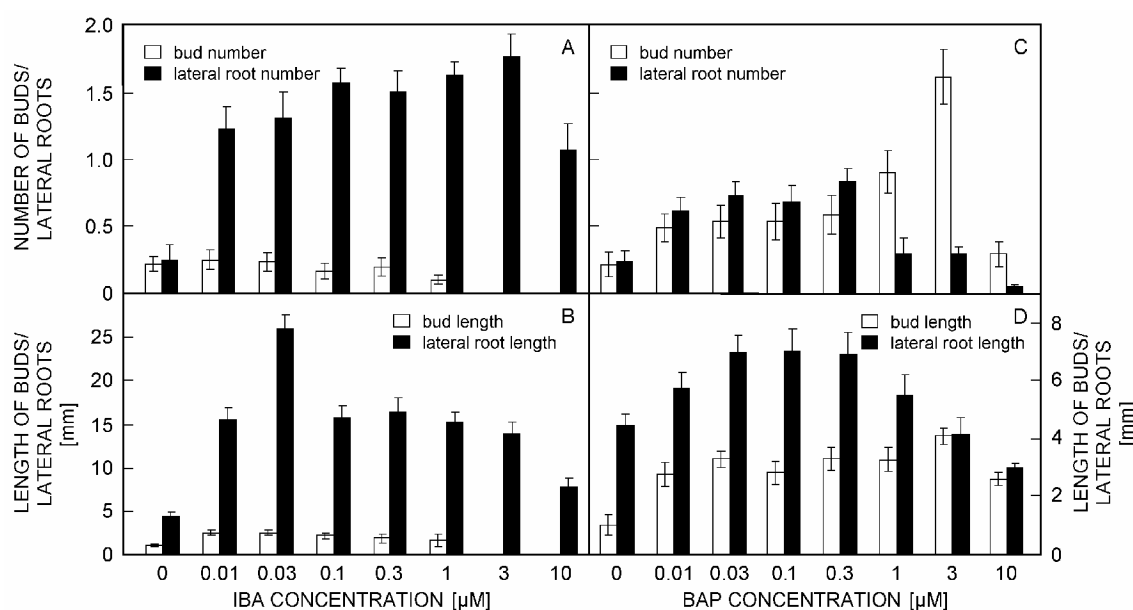 NUMBER OF BUDS/
LATERAL ROOTS
2.0
1.5
1.0
0.5
0
A
bud number
lateral root number
C
bud number
lateral root number
LENGTH OF BUDS/
LATERAL ROOTS
[mm]
25
20
15
10
5
0
B
bud length
lateral root length
D
bud length
lateral root length
8
6
4
2
0
LENGTH OF BUDS/
LATERAL ROOTS
[mm]
0 0.01 0.03 0.1 0.3 1 3 10
IBA CONCENTRATION [µM]
0 0.01 0.03 0.1 0.3 1 3 10
BAP CONCENTRATION [µM]